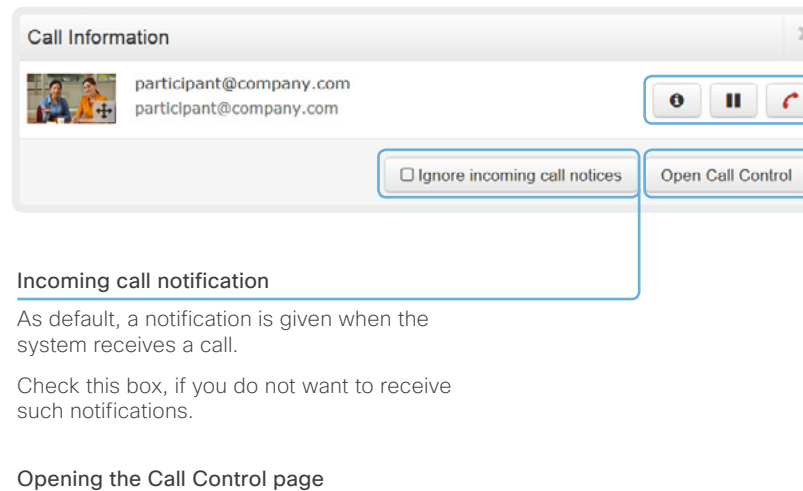 Call Information
participant@company.com
participant@company.com
Ignore incoming call notices
Open Call Control
Incoming call notification
As default, a notification is given when the
system receives a call.
Check this box, if you do not want to receive
such notifications.
Opening the Call Control page